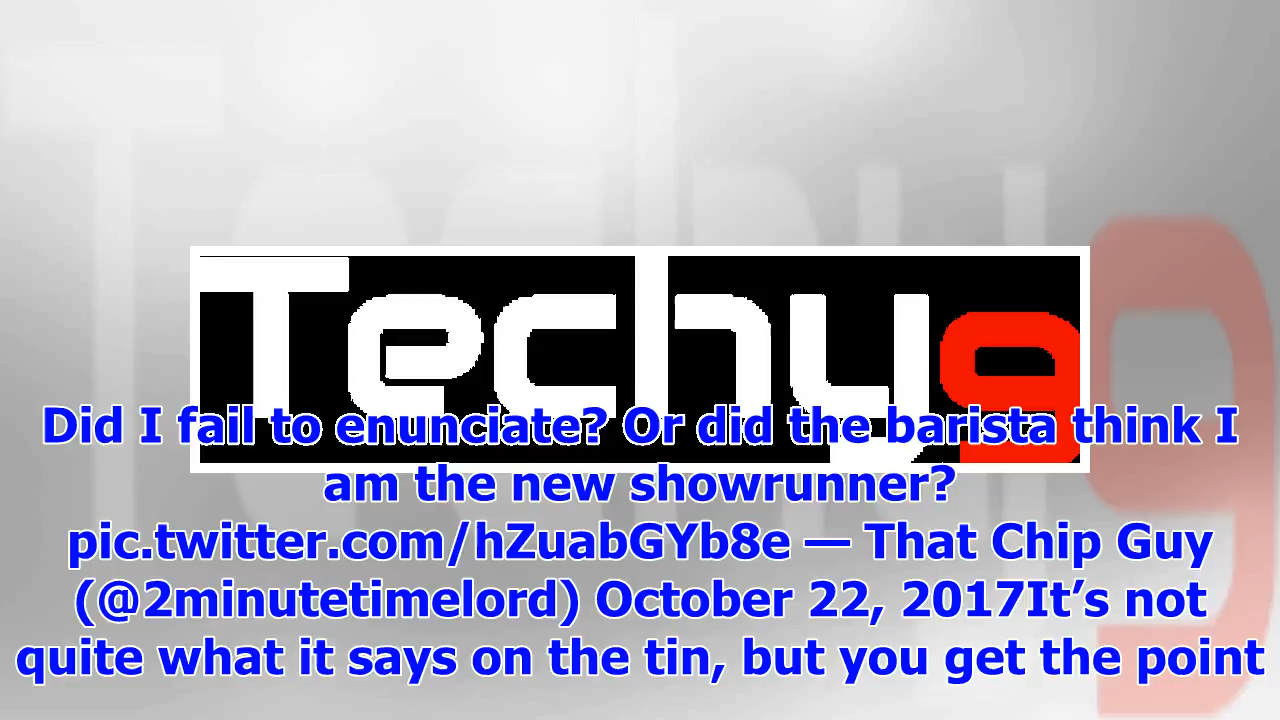 Techy9
Did I fail to enunciate? Or did the barista think I
am the new showrunner?
pic.twitter.com/hZuabGYb8e — That Chip Guy
(@2minutetimelord) October 22, 2017It’s not
quite what it says on the tin, but you get the point